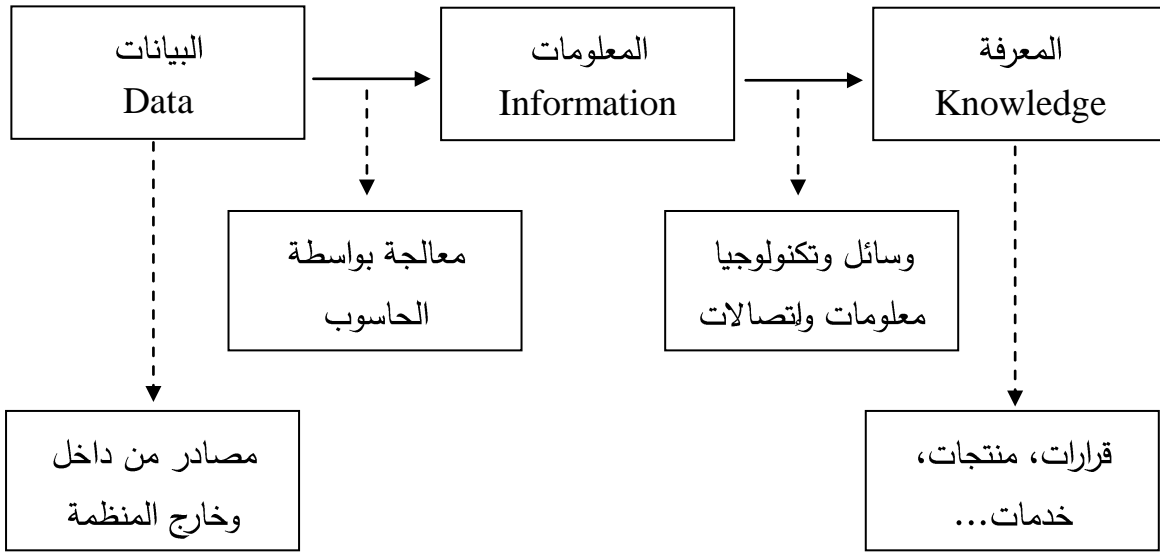 البيانات
Data
المعلومات
Information
المعرفة
Knowledge
معالجة بواسطة
الحاسوب
وسائل وتكنولوجيا
معلومات وإتصالات
مصادر من داخل
وخارج المنظمة
قرارات، منتجات،
خدمات...